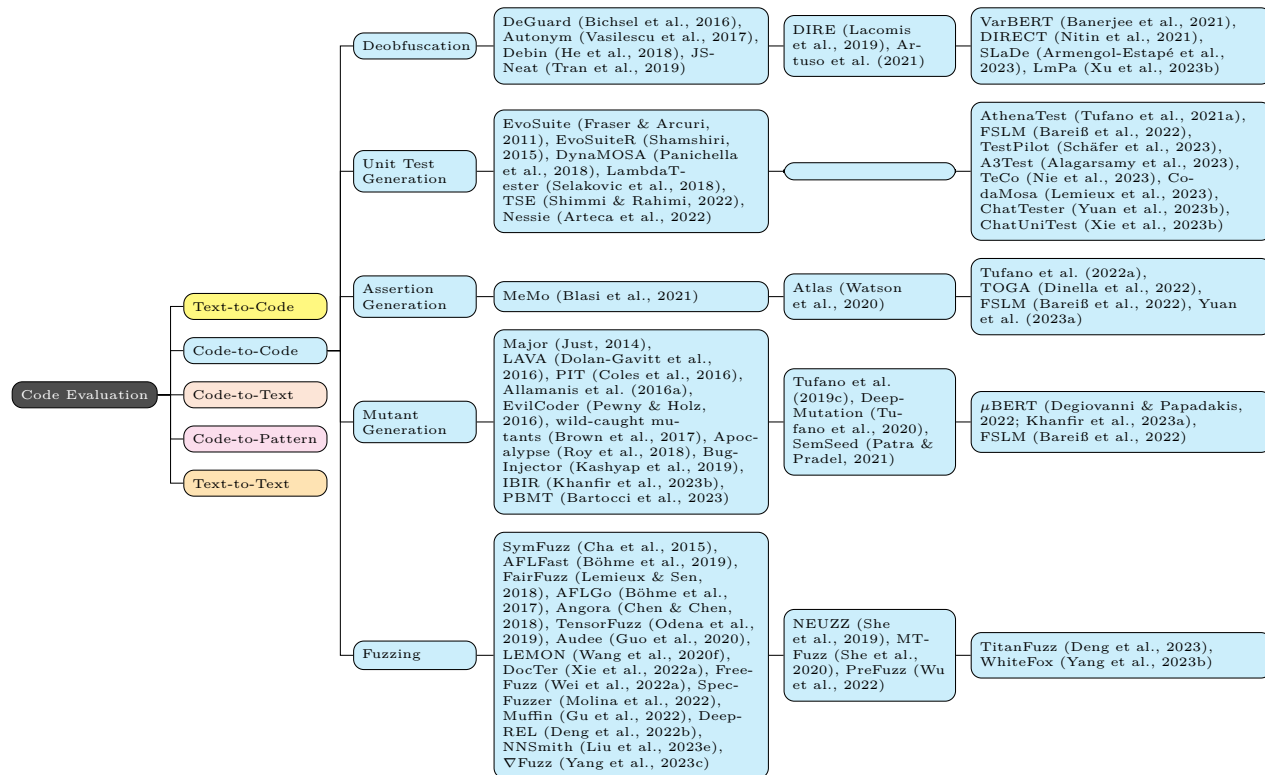 Code Evaluation
Text-to-Code
Code-to-Code
Code-to-Text
Code-to-Pattern
Text-to-Text
Deobfuscation
DeGuard (Bichsel et al., 2016),
Autonym (Vasilescu et al., 2017),
Debin (He et al., 2018), JS-
Neat (Tran et al., 2019)
DIRE (Lacomis
et al., 2019), Ar-
tuso et al. (2021)
VarBERT (Banerjee et al., 2021),
DIRECT (Nitin et al., 2021),
SLaDe (Armengol-Estapé et al.,
2023), LmPa (Xu et al., 2023b)
Unit Test
Generation
EvoSuite (Fraser & Arcuri,
2011), EvoSuiteR (Shamshiri,
2015), DynaMOSA (Panichella
et al., 2018), LambdaT-
ester (Selakovic et al., 2018),
TSE (Shimmi & Rahimi, 2022),
Nessie (Arteca et al., 2022)
AthenaTest (Tufano et al., 2021a),
FSLM (Bareiß et al., 2022),
TestPilot (Schäfer et al., 2023),
A3Test (Alagarsamy et al., 2023),
TeCo (Nie et al., 2023), Co-
daMosa (Lemieux et al., 2023),
ChatTester (Yuan et al., 2023b),
ChatUniTest (Xie et al., 2023b)
Assertion
Generation
MeMo (Blasi et al., 2021)
Atlas (Watson
et al., 2020)
Tufano et al. (2022a),
TOGA (Dinella et al., 2022),
FSLM (Bareiß et al., 2022), Yuan
et al. (2023a)
Mutant
Generation
Major (Just, 2014),
LAVA (Dolan-Gavitt et al.,
2016), PIT (Coles et al., 2016),
Allamanis et al. (2016a),
EvilCoder (Pewny & Holz,
2016), wild-caught mu-
tants (Brown et al., 2017), Apoc-
alypse (Roy et al., 2018), Bug-
Injector (Kashyap et al., 2019),
IBIR (Khanfir et al., 2023b),
PBMT (Bartocci et al., 2023)
Tufano et al.
(2019c), Deep-
Mutation (Tu-
fano et al., 2020),
SemSeed (Patra &
Pradel, 2021)
μBERT (Degiovanni & Papadakis,
2022; Khanfir et al., 2023a),
FSLM (Bareiß et al., 2022)
Fuzzing
SymFuzz (Cha et al., 2015),
AFLFast (Böhme et al., 2019),
FairFuzz (Lemieux & Sen,
2018), AFLGo (Böhme et al.,
2017), Angora (Chen & Chen,
2018), TensorFuzz (Odena et al.,
2019), Audee (Guo et al., 2020),
LEMON (Wang et al., 2020f),
DocTer (Xie et al., 2022a), Free-
Fuzz (Wei et al., 2022a), Spec-
Fuzzer (Molina et al., 2022),
Muffin (Gu et al., 2022), Deep-
REL (Deng et al., 2022b),
NNSmith (Liu et al., 2023e),
∇Fuzz (Yang et al., 2023c)
NEUZZ (She
et al., 2019), MT-
Fuzz (She et al.,
2020), PreFuzz (Wu
et al., 2022)
TitanFuzz (Deng et al., 2023),
WhiteFox (Yang et al., 2023b)